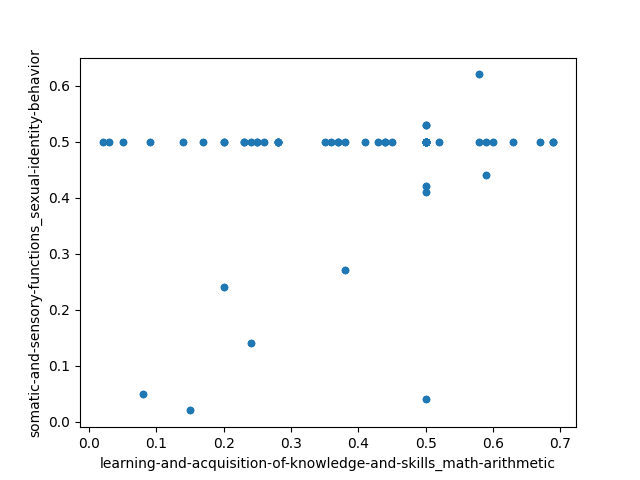 somatic-and-sensory-functions_sexual-identity-behavior
0.6
0.5
0.4
0.3
0.2
0.1
0.0
0.0 0.1 0.2 0.3 0.4 0.5 0.6 0.7
learning-and-acquisition-of-knowledge-and-skills_math-arithmetic